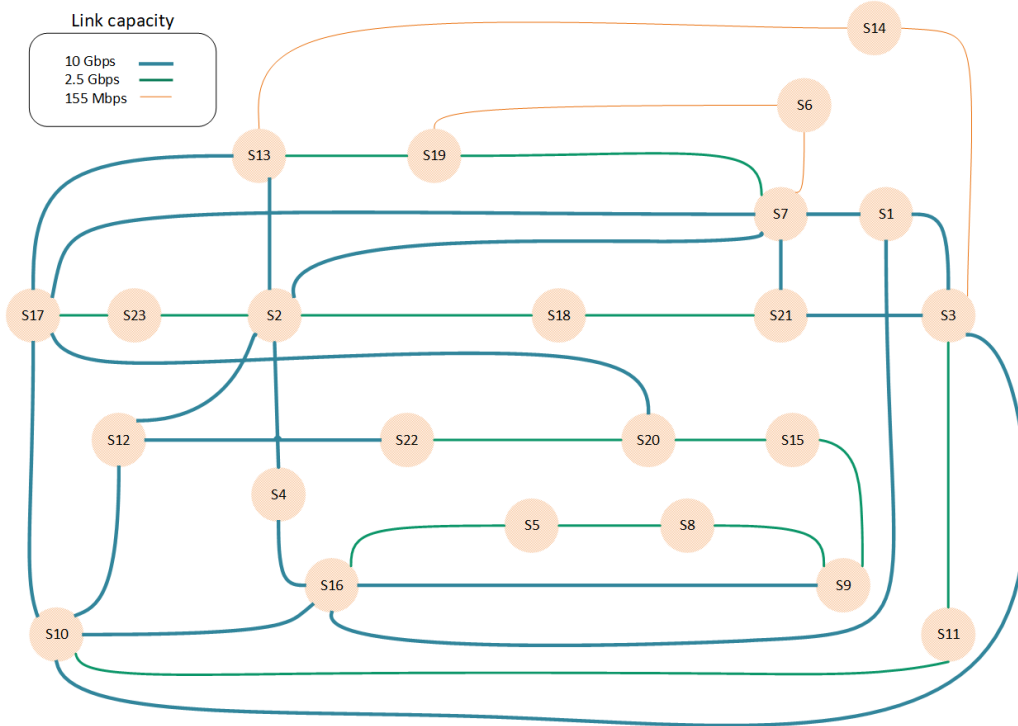 Link capacity
10 Gbps
2.5 Gbps
155 Mbps
S14
S6
S13
S19
S7
S1
S17
S23
S2
S18
S21
S3
S12
S22
S20
S15
S4
S5
S8
S16
S9
S10
S11